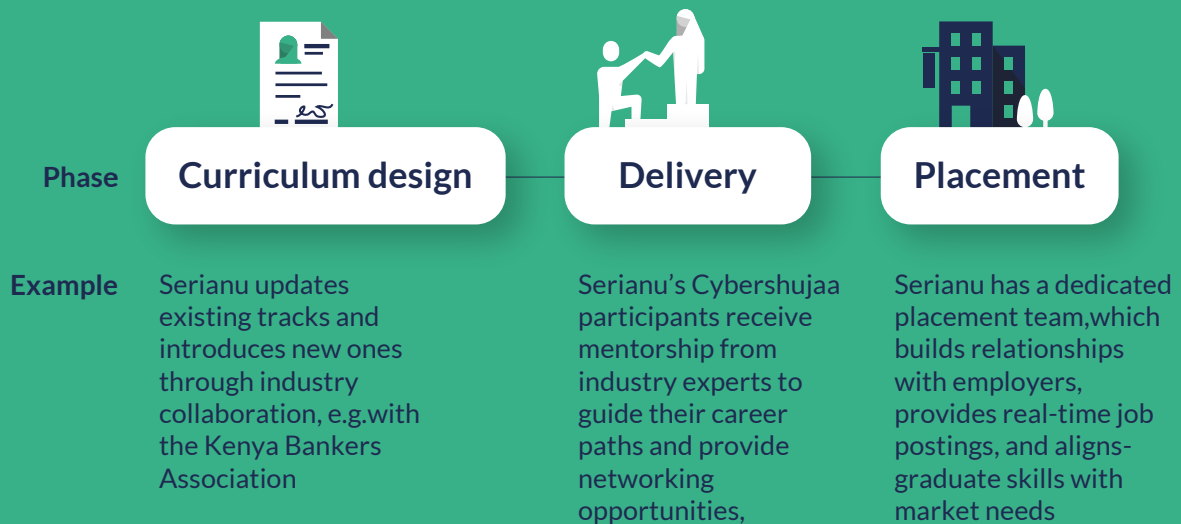 Phase
Curriculum design
Delivery
Placement
Example
Serianu updates
existing tracks and
introduces new ones
through industry
collaboration, e.g.with
the Kenya Bankers
Association
Serianu’s Cybershujaa
participants receive
mentorship from
industry experts to
guide their career
paths and provide
networking
opportunities,
Serianu has a dedicated
placement team,which
builds relationships
with employers,
provides real-time job
postings, and aligns-
graduate skills with
market needs